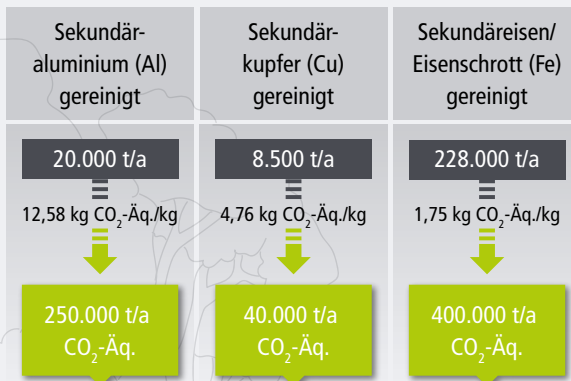 Sekundär-
aluminium (Al)
gereinigt
20.000 t/a
12,58 kg CO₂-Äq./kg
250.000 t/a
CO₂-Äq.
Sekundär-
kupfer (Cu)
gereinigt
8.500 t/a
4,76 kg CO₂-Äq./kg
40.000 t/a
CO₂-Äq.
Sekundäreisen/
Eisenschrott (Fe)
gereinigt
228.000 t/a
1,75 kg CO₂-Äq./kg
400.000 t/a
CO₂-Äq.